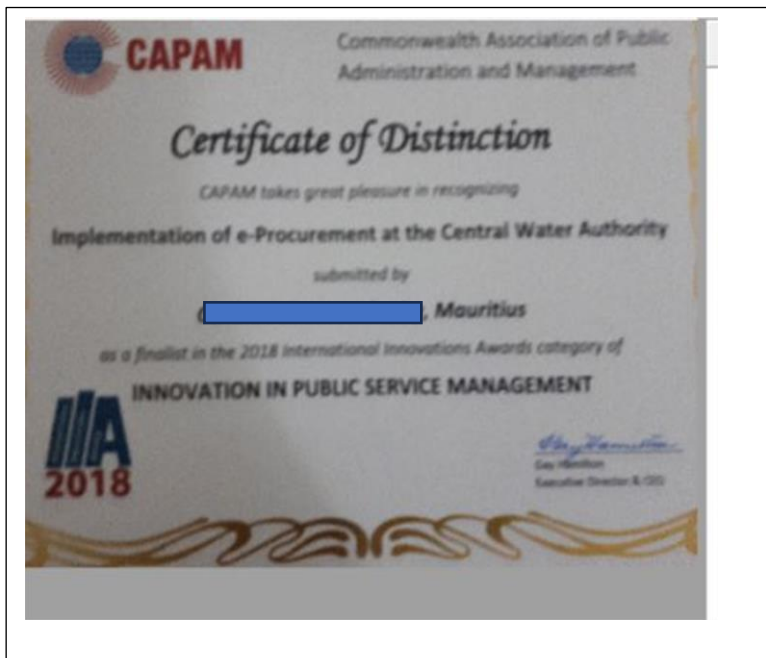 CAPAM
Commonwealth Association of Public
Administration and Management
Certificate of Distinction
CAPAM takes great pleasure in recognizing
Implementation of e-Procurement at the Central Water Authority
submitted by
, Mauritius
as a finalist in the 2018 International Innovations Awards category of
INNOVATION IN PUBLIC SERVICE MANAGEMENT
IIA
2018
Gay Hamilton
Executive Director & CEO